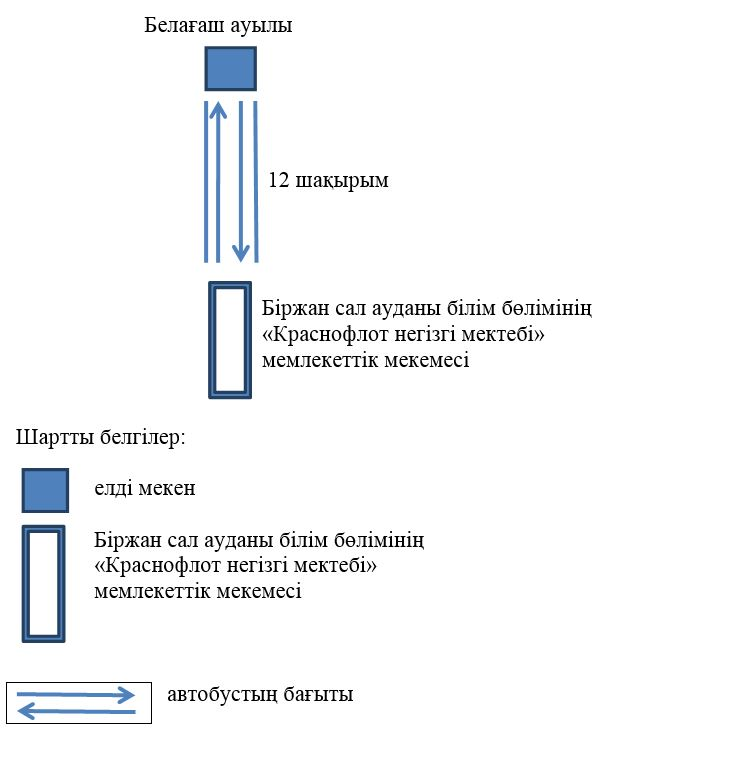 Белағаш ауылы
12 шақырым
Біржан сал ауданы білім бөлімінің
«Краснофлот негізгі мектебі»
мемлекеттік мекемесі
Шартты белгілер:
елді мекен
Біржан сал ауданы білім бөлімінің
«Краснофлот негізгі мектебі»
мемлекеттік мекемесі
автобустың бағыты